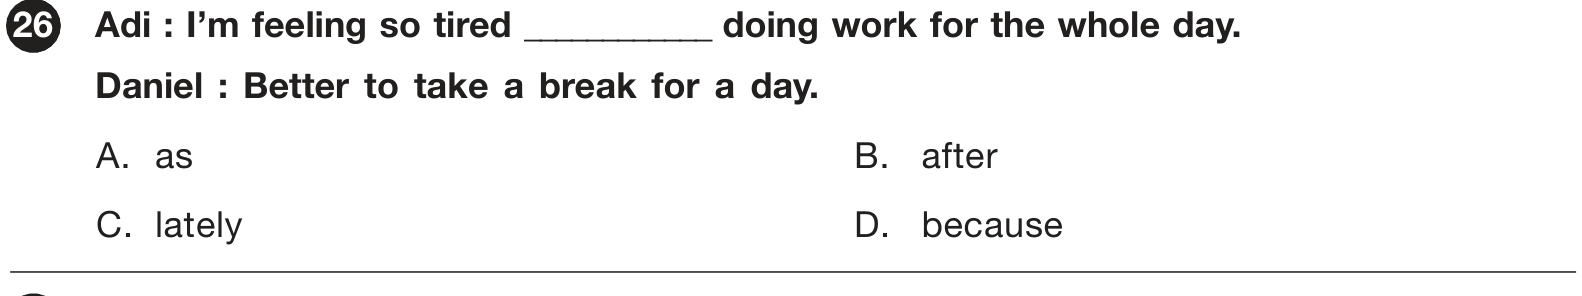 26 Adi : I'm feeling so tired ___________ doing work for the whole day.
Daniel : Better to take a break for a day.
A. as B. after
C. lately D. because